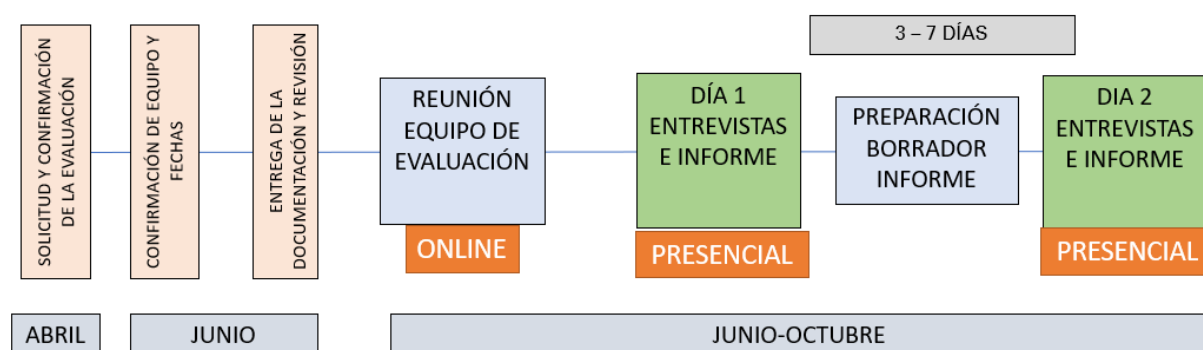 3 – 7 DÍAS
SOLICITUD Y CONFIRMACIÓN
DE LA EVALUACIÓN
CONFIRMACIÓN DE EQUIPO Y
FECHAS
ENTREGA DE LA
DOCUMENTACIÓN Y REVISIÓN
REUNIÓN
EQUIPO DE
EVALUACIÓN
ONLINE
DÍA 1
ENTREVISTAS
E INFORME
PRESENCIAL
PREPARACIÓN
BORRADOR
INFORME
DIA 2
ENTREVISTAS
E INFORME
PRESENCIAL
ABRIL
JUNIO
JUNIO-OCTUBRE